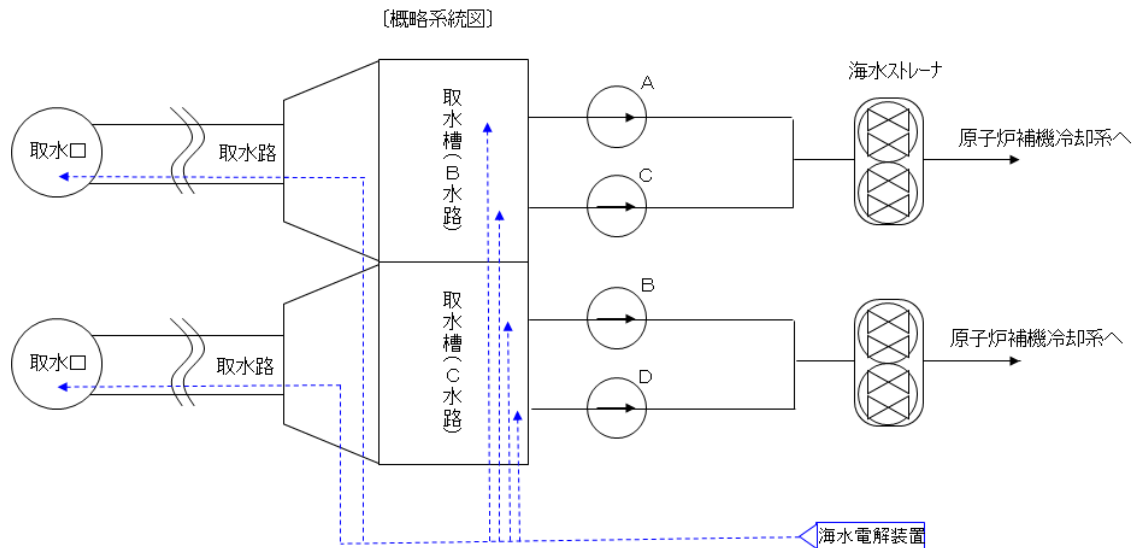 〔概略系統図〕
海水ストレーナ
A
取水槽(B水路)
取水口
取水路
原子炉補機冷却系へ
C
B
取水槽(C水路)
取水口
取水路
原子炉補機冷却系へ
D
海水電解装置